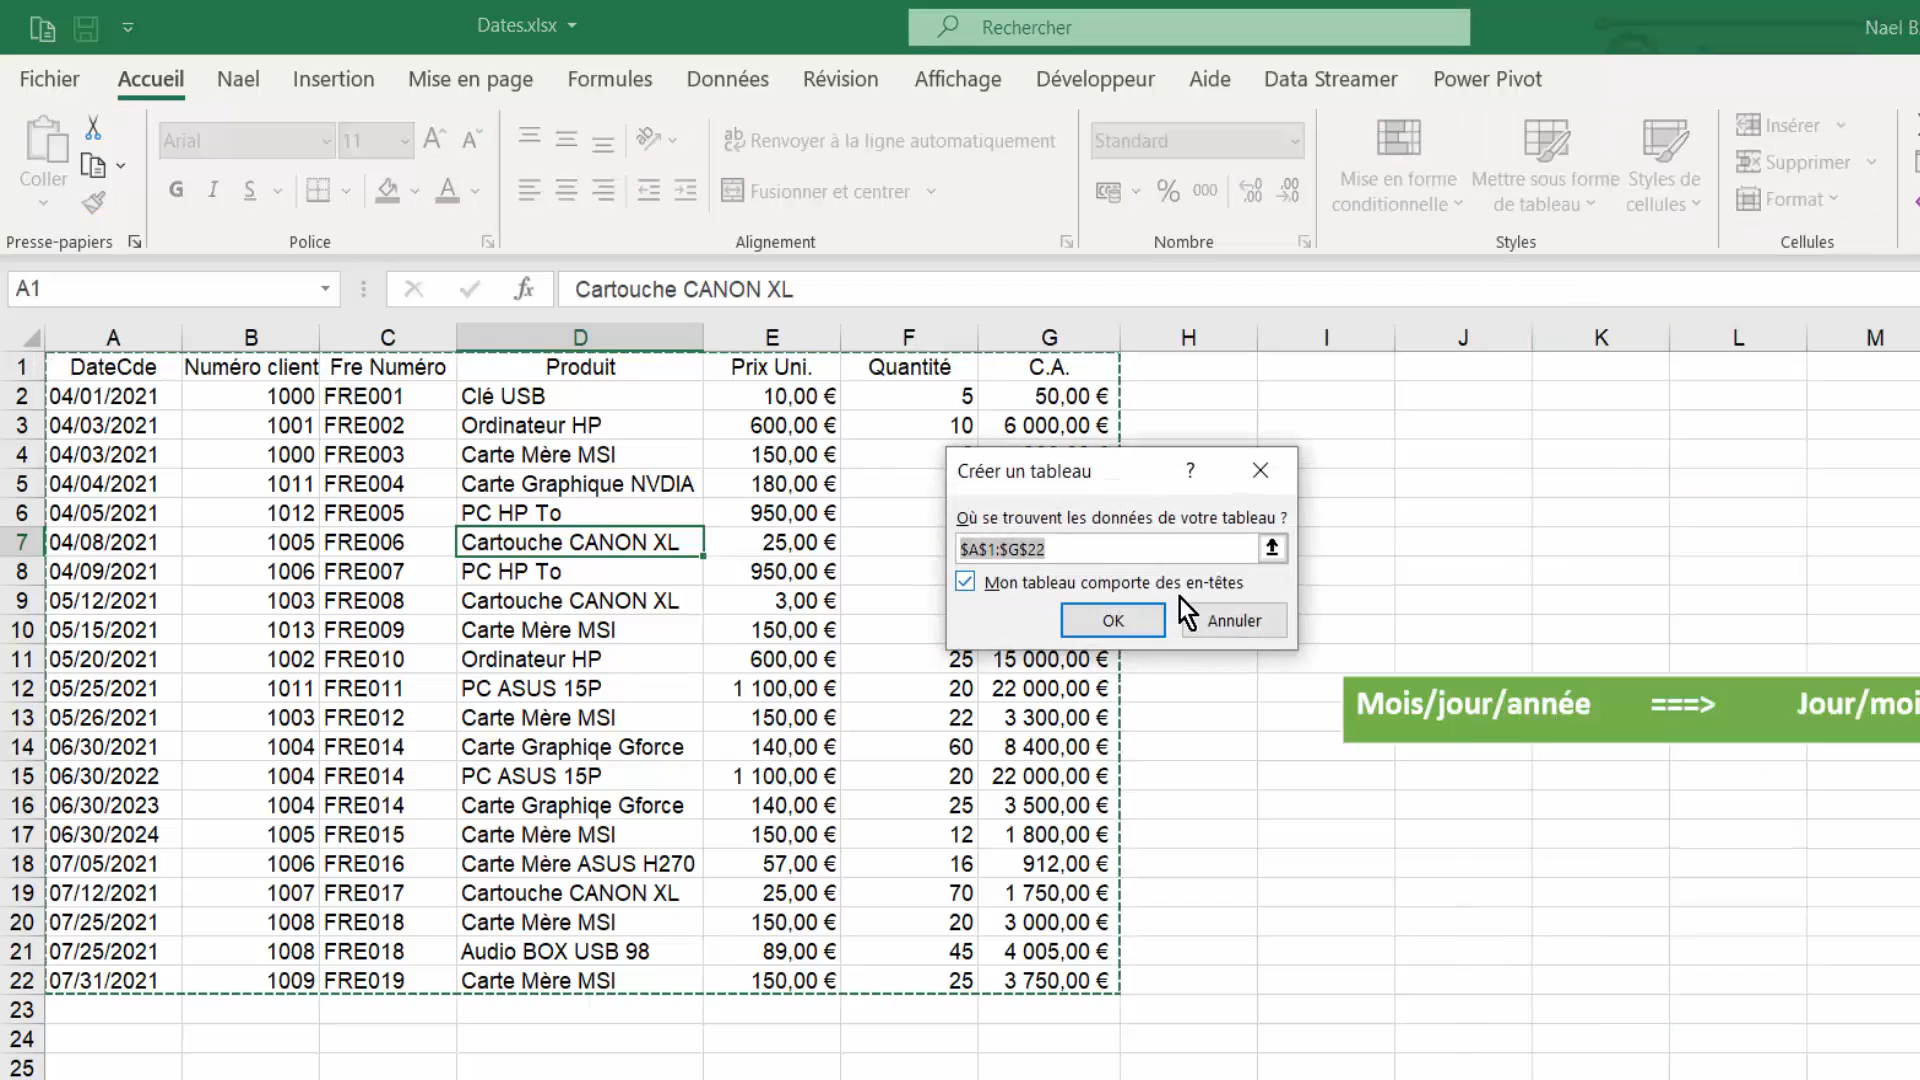 Dates.xlsx
Rechercher
Nael B.
Fichier Accueil Nael Insertion Mise en page Formules Données Révision Affichage Développeur Aide Data Streamer Power Pivot
Coller
Presse-papiers
Arial 11
G I S
Police
Renvoyer à la ligne automatiquement
Fusionner et centrer
Alignement
Standard
% 000
Nombre
Mise en forme conditionnelle
Mettre sous forme de tableau
Styles de cellules
Styles
Insérer
Supprimer
Format
Cellules
A1 fx Cartouche CANON XL
A B C D E F G H I J K L M
1 DateCde Numéro client Fre Numéro Produit Prix Uni. Quantité C.A.
2 04/01/2021 1000 FRE001 Clé USB 10,00 € 5 50,00 €
3 04/03/2021 1001 FRE002 Ordinateur HP 600,00 € 10 6 000,00 €
4 04/03/2021 1000 FRE003 Carte Mère MSI 150,00 €
5 04/04/2021 1011 FRE004 Carte Graphique NVDIA 180,00 €
6 04/05/2021 1012 FRE005 PC HP To 950,00 €
7 04/08/2021 1005 FRE006 Cartouche CANON XL 25,00 €
8 04/09/2021 1006 FRE007 PC HP To 950,00 €
9 05/12/2021 1003 FRE008 Cartouche CANON XL 3,00 €
10 05/15/2021 1013 FRE009 Carte Mère MSI 150,00 €
11 05/20/2021 1002 FRE010 Ordinateur HP 600,00 € 25 15 000,00 €
12 05/25/2021 1011 FRE011 PC ASUS 15P 1 100,00 € 20 22 000,00 €
13 05/26/2021 1003 FRE012 Carte Mère MSI 150,00 € 22 3 300,00 €
14 06/30/2021 1004 FRE014 Carte Graphiqe Gforce 140,00 € 60 8 400,00 €
15 06/30/2022 1004 FRE014 PC ASUS 15P 1 100,00 € 20 22 000,00 €
16 06/30/2023 1004 FRE014 Carte Graphiqe Gforce 140,00 € 25 3 500,00 €
17 06/30/2024 1005 FRE015 Carte Mère MSI 150,00 € 12 1 800,00 €
18 07/05/2021 1006 FRE016 Carte Mère ASUS H270 57,00 € 16 912,00 €
19 07/12/2021 1007 FRE017 Cartouche CANON XL 25,00 € 70 1 750,00 €
20 07/25/2021 1008 FRE018 Carte Mère MSI 150,00 € 20 3 000,00 €
21 07/25/2021 1008 FRE018 Audio BOX USB 98 89,00 € 45 4 005,00 €
22 07/31/2021 1009 FRE019 Carte Mère MSI 150,00 € 25 3 750,00 €
23
24
25
Créer un tableau ?
Où se trouvent les données de votre tableau ?
$A$1:$G$22
Mon tableau comporte des en-têtes
OK Annuler
Mois/jour/année ===> Jour/moi